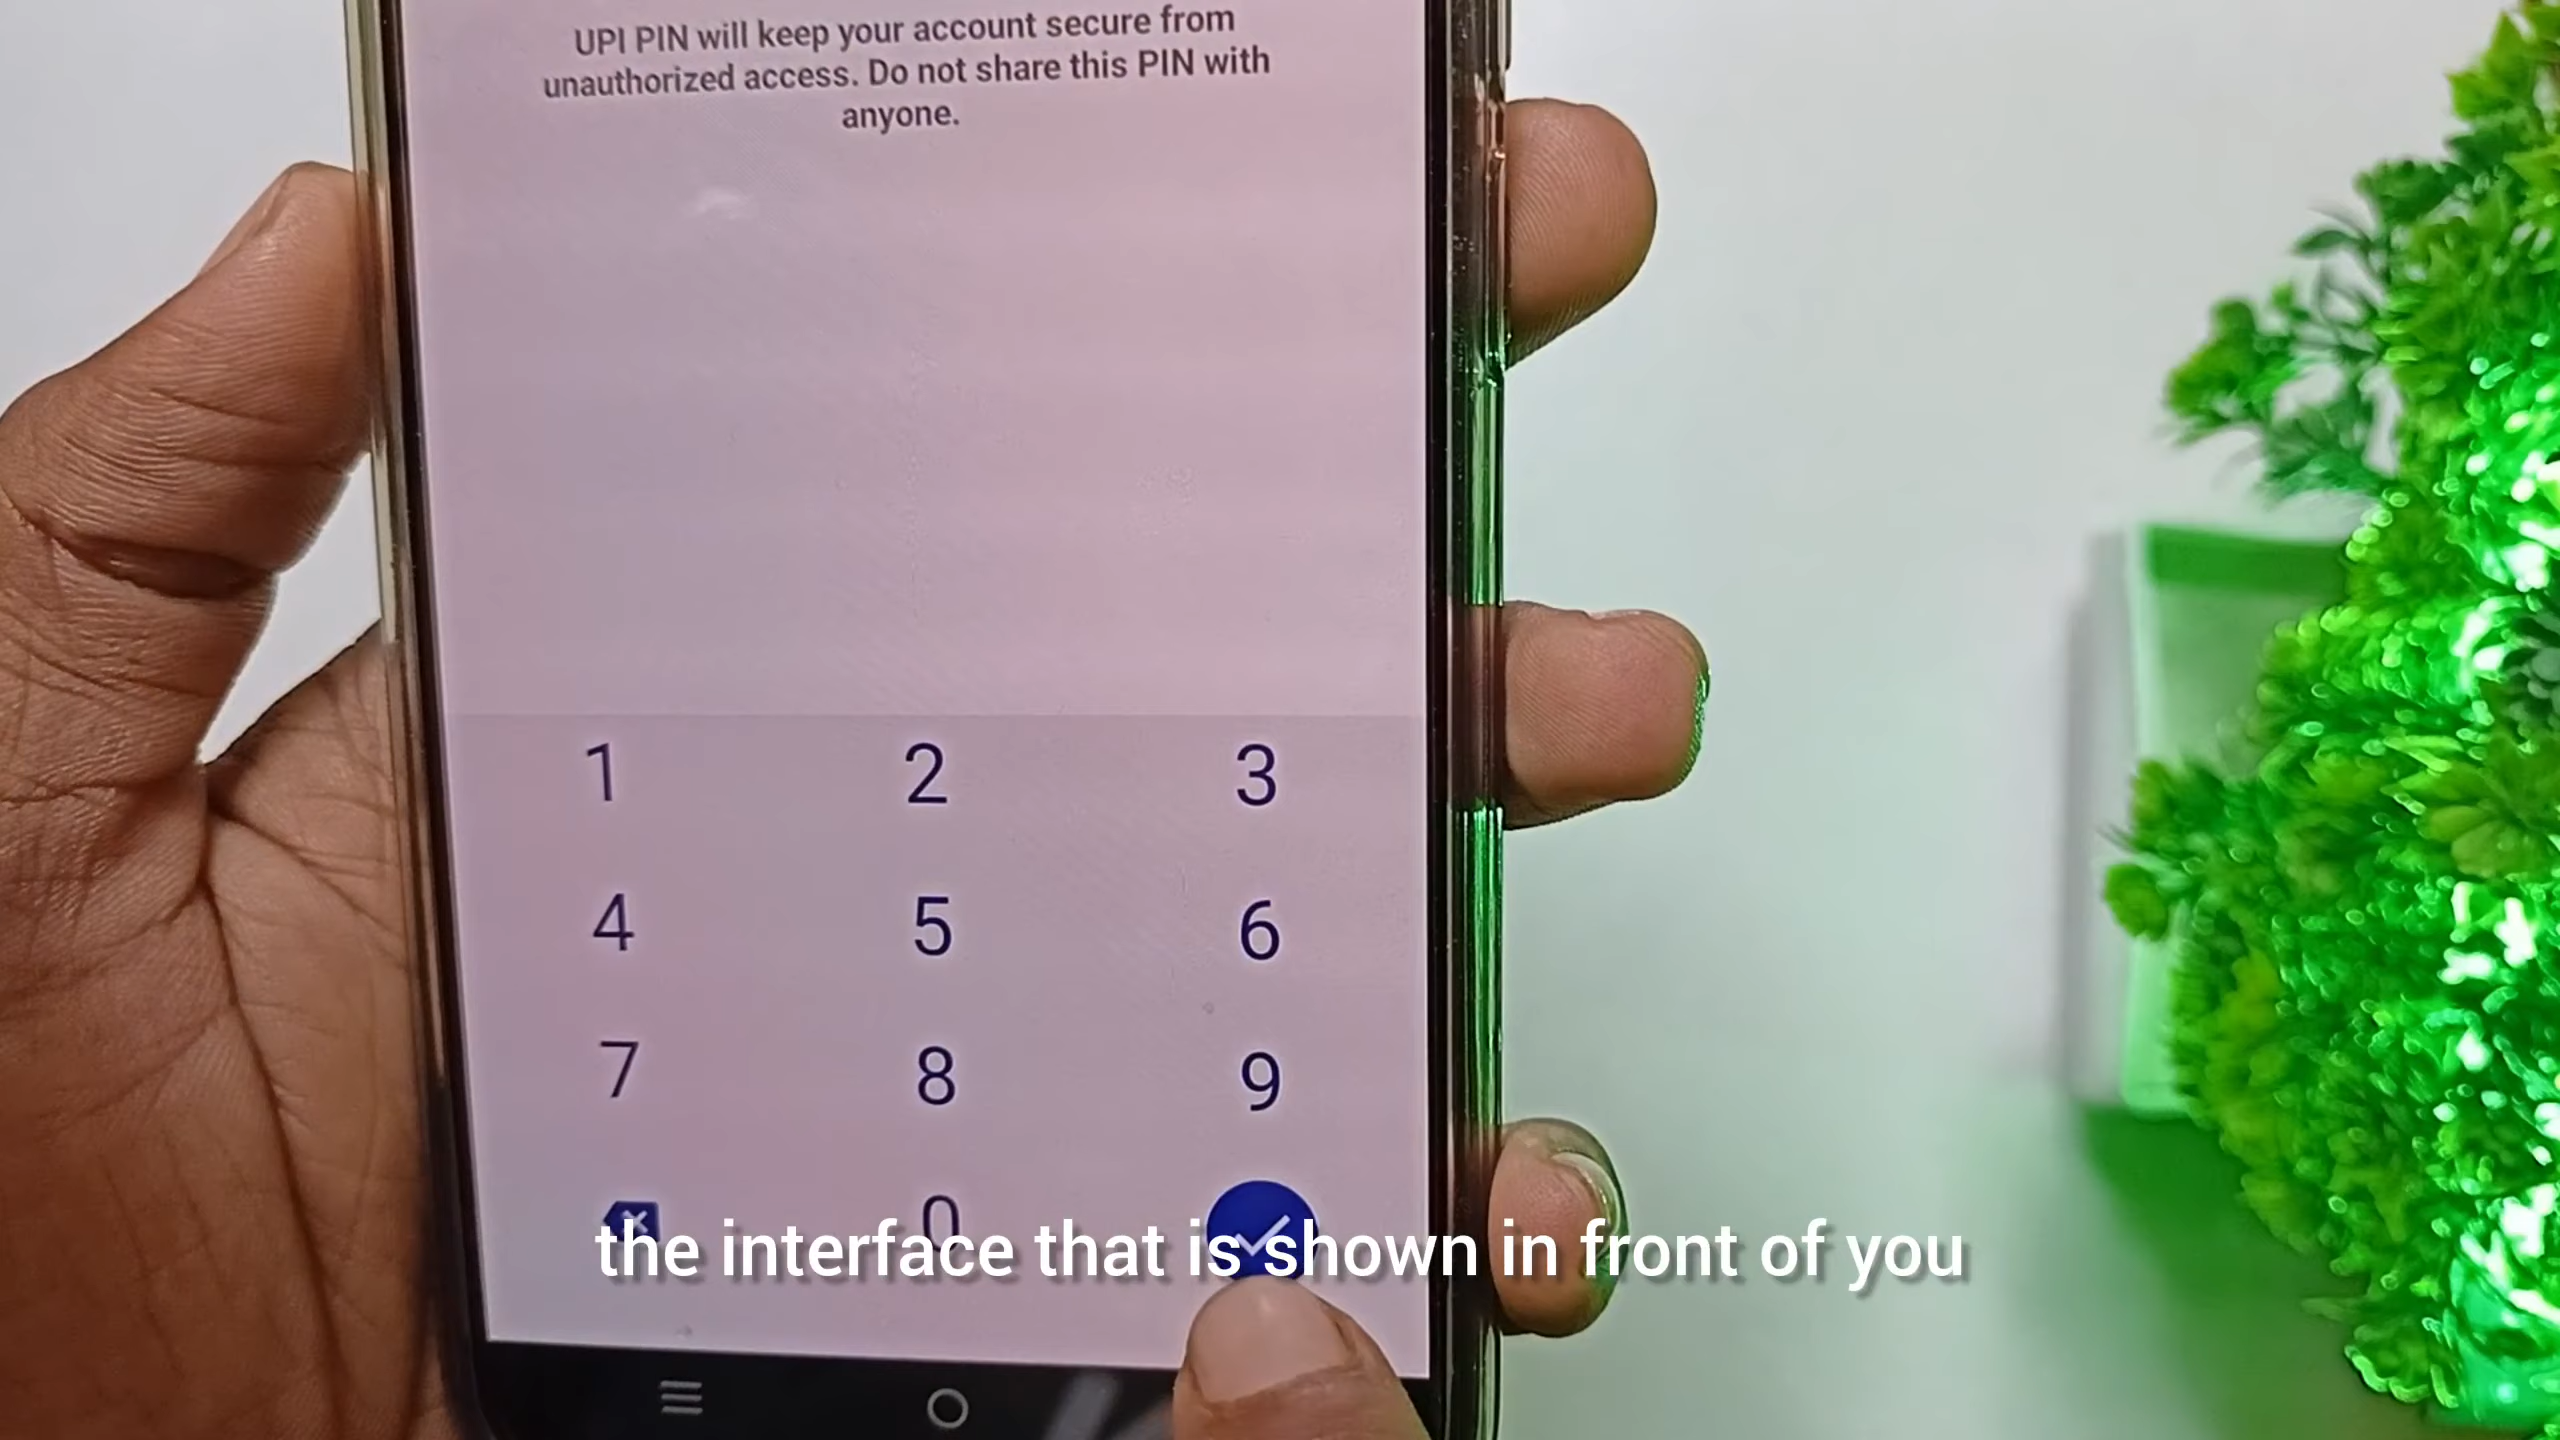 UPI PIN will keep your account secure from
unauthorized access. Do not share this PIN with
anyone.
1 2 3
4 5 6
7 8 9
0
the interface that is shown in front of you